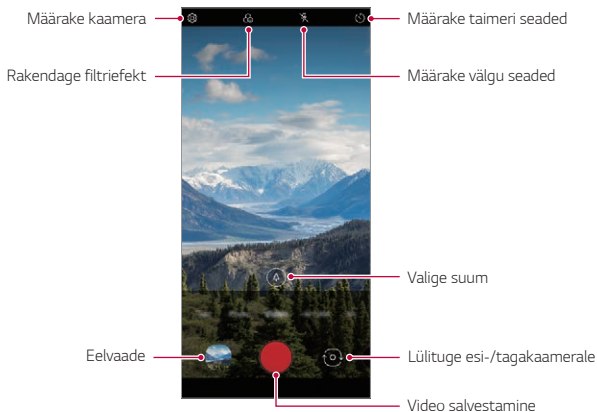 Määrake kaamera
Määrake taimeri seaded
Rakendage filtriefekt
Määrake välgu seaded
Valige suum
Eelvaade
Lülituge esi-/tagakaamerale
Video salvestamine